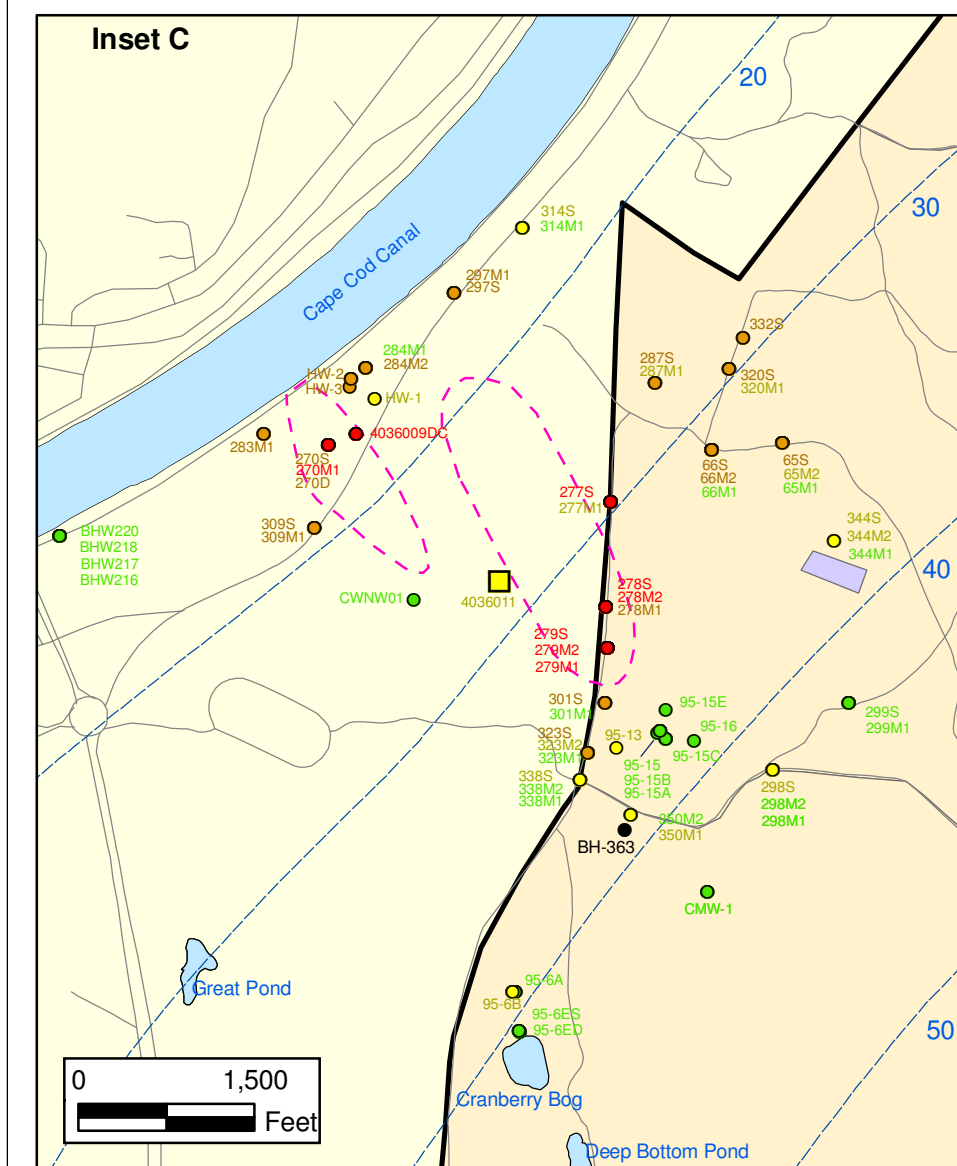 Inset C
20
30
40
50
Cape Cod Canal
314S
314M1
297M1
297S
284M1
284M2
HW-2
HW-3
HW-1
332S
287S
287M1
320S
320M1
283M1
4036009DC
270S
270M1
270D
66S
66M2
66M1
65S
65M2
65M1
277S
277M1
309S
309M1
344S
344M2
344M1
BHW220
BHW218
BHW217
BHW216
CWNW01
4036011
278S
278M2
278M1
279S
279M2
279M1
301S
301M1
95-15E
95-16
299S
299M1
323S
323M2
323M1
95-13
95-15C
95-15
95-15B
95-15A
338S
338M2
338M1
298S
298M2
298M1
350M2
350M1
BH-363
CMW-1
Great Pond
95-6A
95-6B
95-6ES
95-6ED
Cranberry Bog
Deep Bottom Pond
0 1,500
Feet